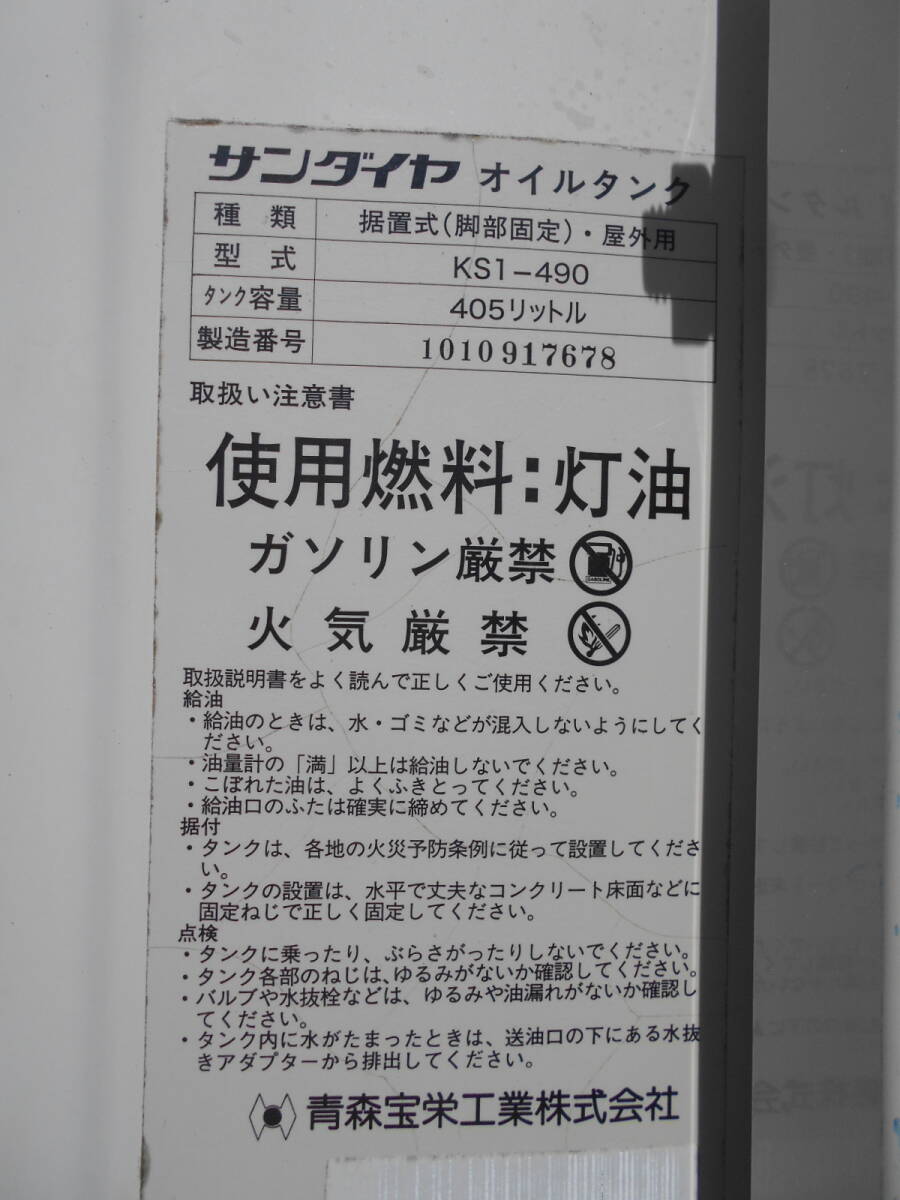 サンダイヤ オイルタンク
種類 据置式(脚部固定)・屋外用
型式 KS1-490
タンク容量 405リットル
製造番号 1010917678
取扱い注意書
使用燃料:灯油
ガソリン厳禁
GASOLINE
火気厳禁
取扱説明書をよく読んで正しくご使用ください。
給油
・給油のときは、水・ゴミなどが混入しないようにしてく
ださい。
・油量計の「満」以上は給油しないでください。
・こぼれた油は、よくふきとってください。
・給油口のふたは確実に締めてください。
据付
・タンクは、各地の火災予防条例に従って設置してくださ
い。
・タンクの設置は、水平で丈夫なコンクリート床面などに
固定ねじで正しく固定してください。
点検
・タンクに乗ったり、ぶらさがったりしないでください。
・タンク各部のねじは、ゆるみがないか確認してください。
・バルブや水抜栓などは、ゆるみや油漏れがないか確認し
てください。
・タンク内に水がたまったときは、送油口の下にある水抜
きアダプターから排出してください。
青森宝栄工業株式会社